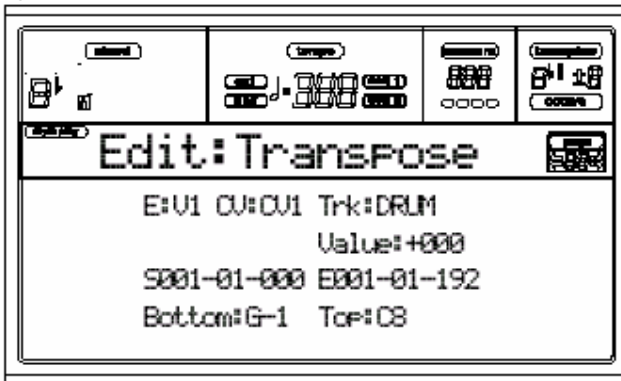 Edit:Transpose
E:V1 CV:CV1 Trk:DRUM
Value:+000
S001-01-000 E001-01-192
Bottom:G-1 Top:C8